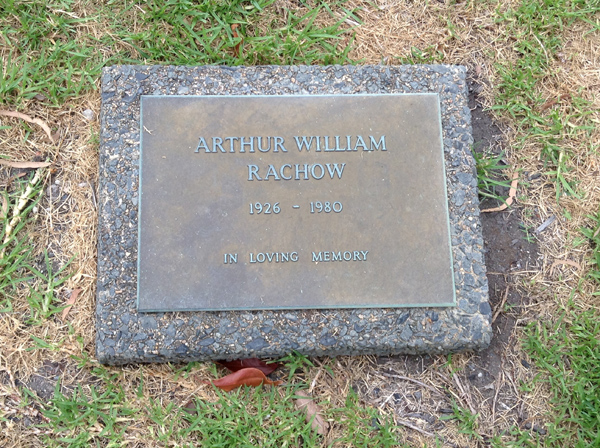 ARTHUR WILLIAM
RACHOW
1926 - 1980
IN LOVING MEMORY